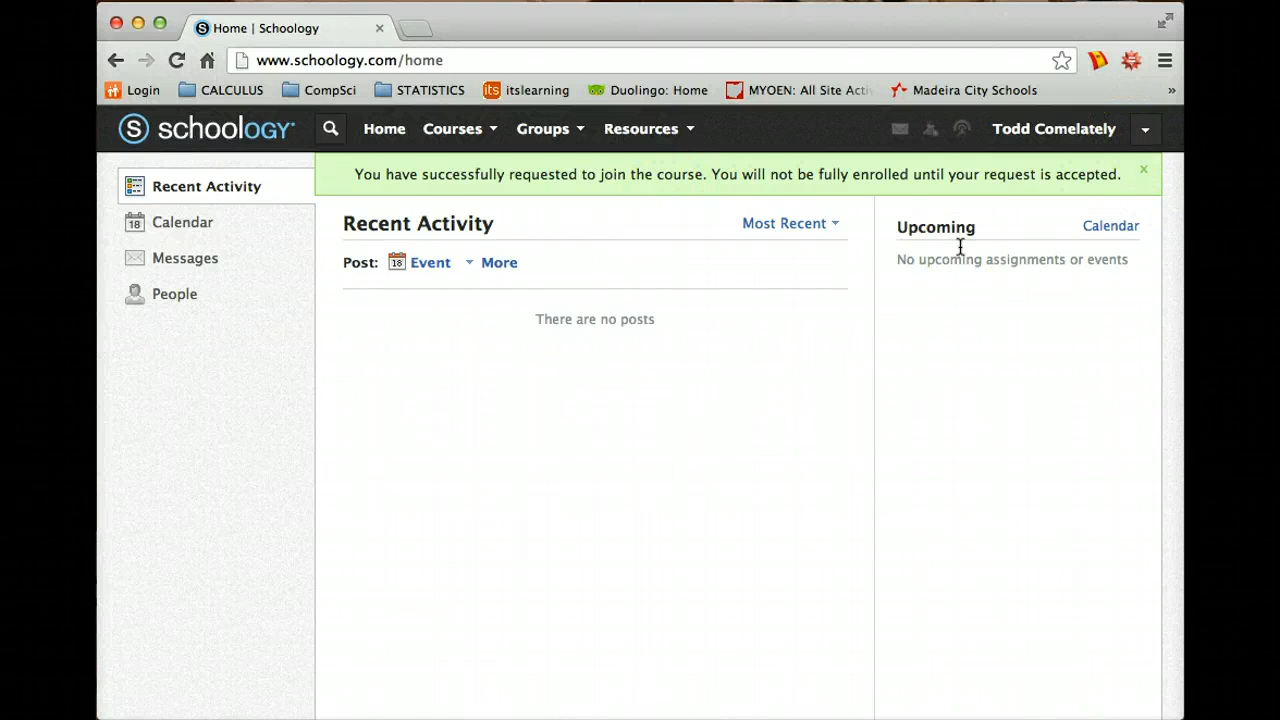 Home | Schoology
www.schoology.com/home
Login CALCULUS CompSci STATISTICS its itslearning Duolingo: Home MYOEN: All Site Acti Madeira City Schools »
S schoology Home Courses Groups Resources Todd Comelately
You have successfully requested to join the course. You will not be fully enrolled until your request is accepted.
Recent Activity
18 Calendar
Messages
People
Recent Activity Most Recent
Post: 18 Event More
There are no posts
Upcoming Calendar
No upcoming assignments or events